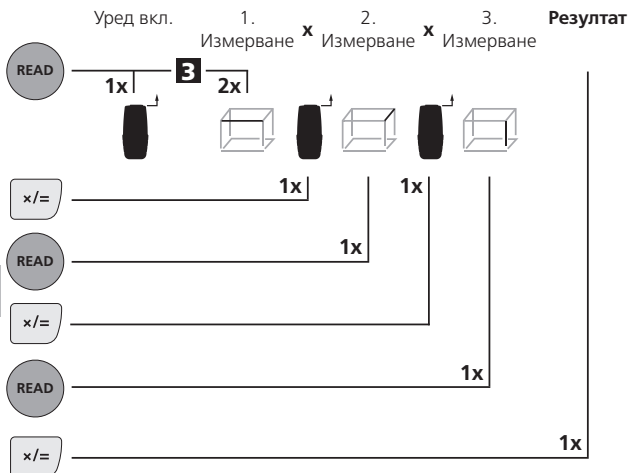 Уред вкл.
1.
Измерване
x
2.
Измерване
x
3.
Измерване
Резултат
READ
1x
3
2x
×/=
1x
1x
READ
1x
×/=
READ
1x
×/=
1x